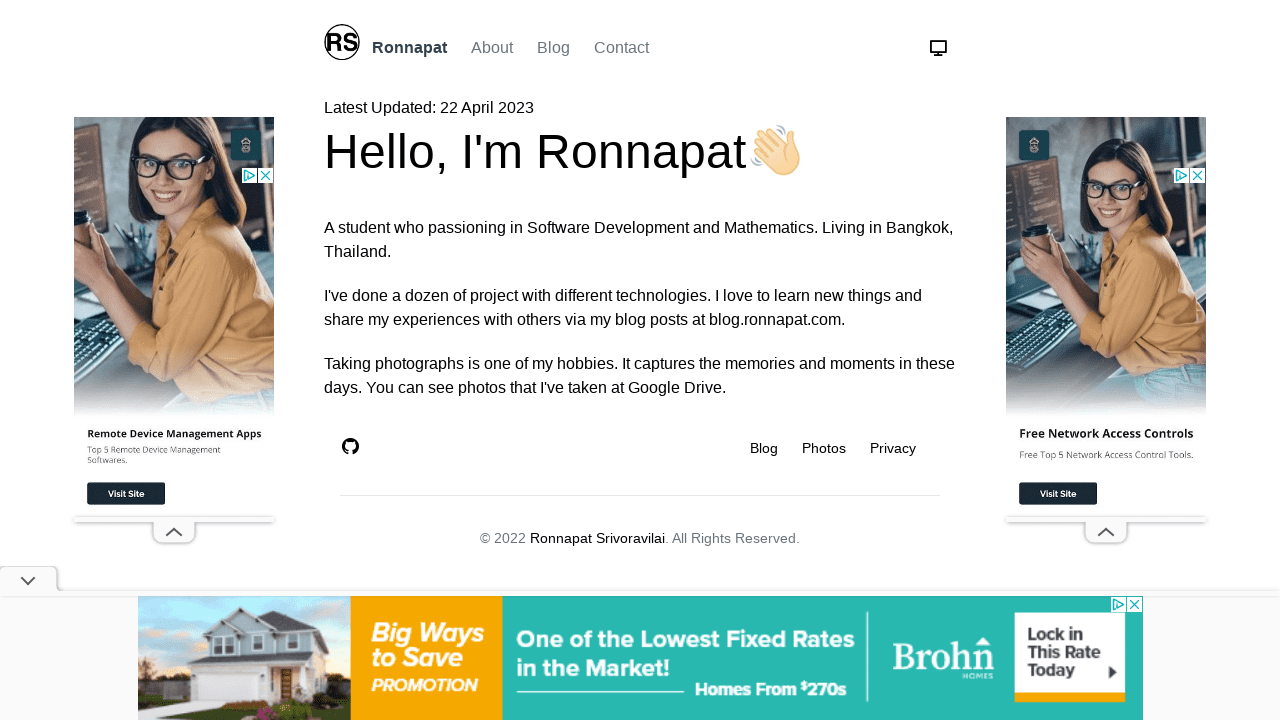 RS
Ronnapat About Blog Contact
Latest Updated: 22 April 2023
Hello, I'm Ronnapat👋🏻
A student who passioning in Software Development and Mathematics. Living in Bangkok,
Thailand.
I've done a dozen of project with different technologies. I love to learn new things and
share my experiences with others via my blog posts at blog.ronnapat.com.
Taking photographs is one of my hobbies. It captures the memories and moments in these
days. You can see photos that I've taken at Google Drive.
Blog Photos Privacy
© 2022 Ronnapat Srivoravilai. All Rights Reserved.
Remote Device Management Apps
Top 5 Remote Device Management
Softwares.
Visit Site
Free Network Access Controls
Free Top 5 Network Access Control Tools.
Visit Site
Big Ways
to Save
PROMOTION
One of the Lowest Fixed Rates
in the Market!
Homes From $270s
Brohn
HOMES
Lock in
This Rate
Today